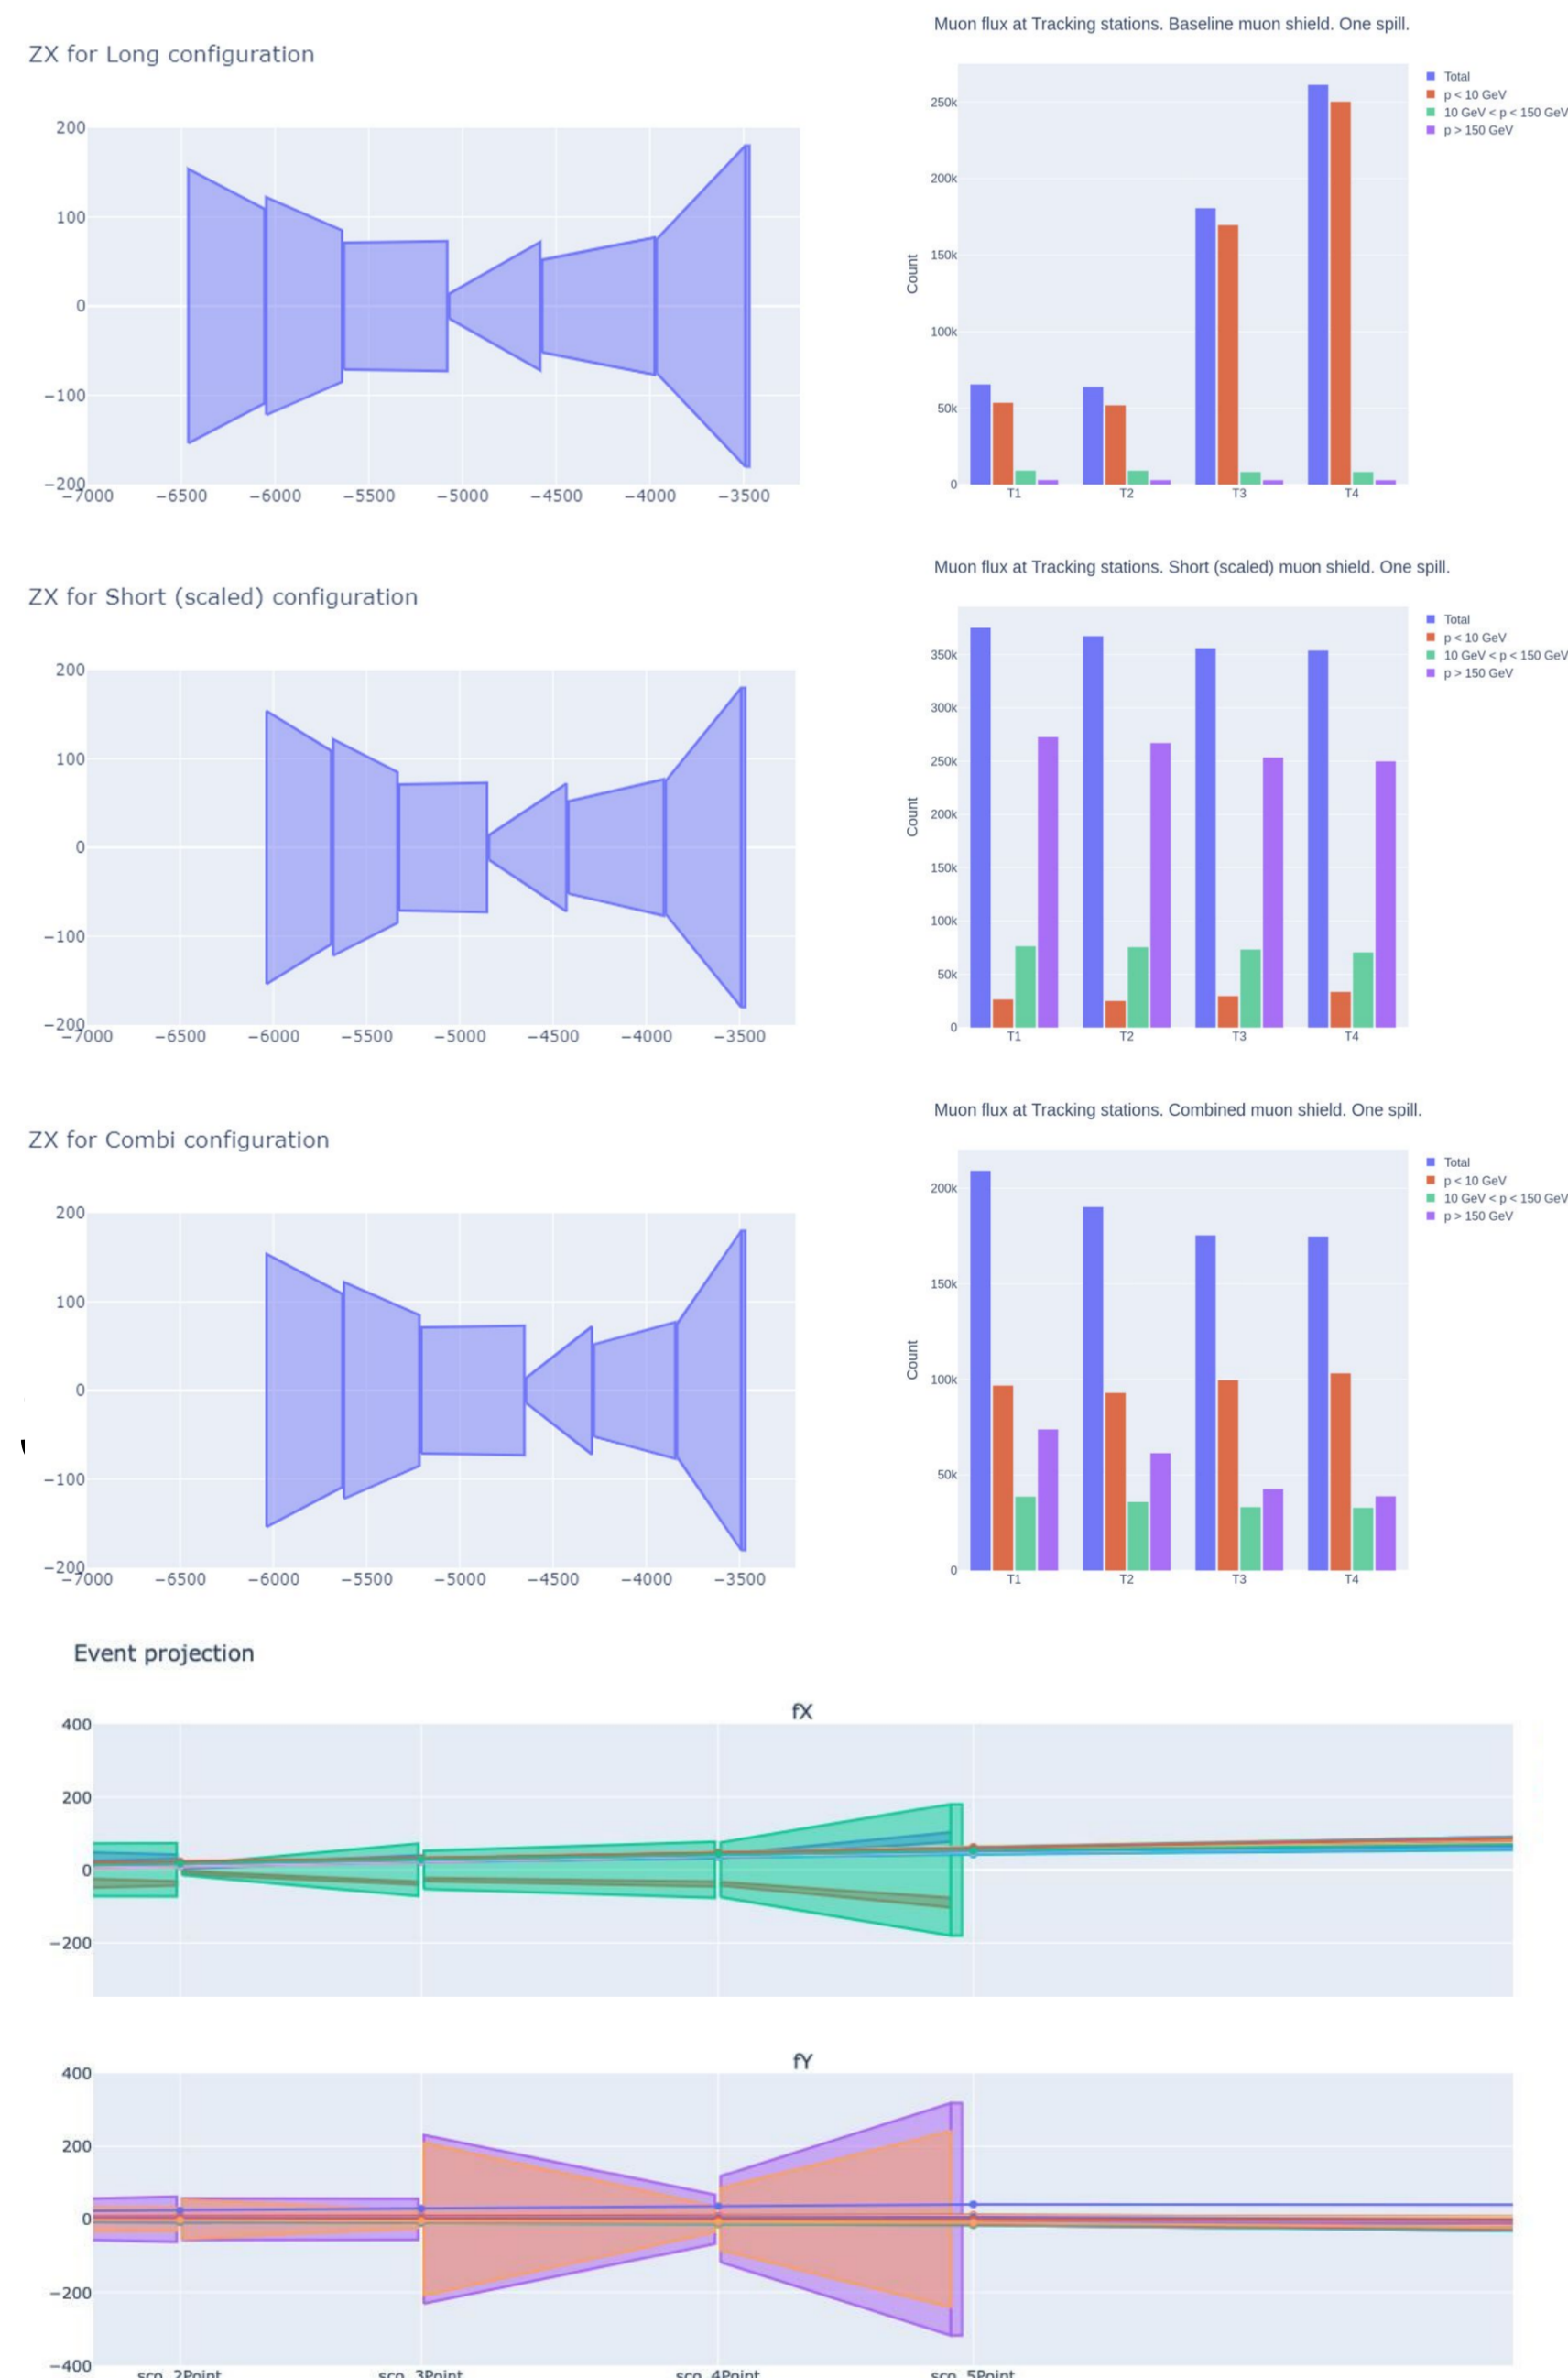 ZX for Long configuration
200
100
0
−100
−200
−7000 −6500 −6000 −5500 −5000 −4500 −4000 −3500
Muon flux at Tracking stations. Baseline muon shield. One spill.
Total
p < 10 GeV
10 GeV < p < 150 GeV
p > 150 GeV
250k
200k
150k
100k
50k
0
Count
T1 T2 T3 T4
ZX for Short (scaled) configuration
200
100
0
−100
−200
−7000 −6500 −6000 −5500 −5000 −4500 −4000 −3500
Muon flux at Tracking stations. Short (scaled) muon shield. One spill.
Total
p < 10 GeV
10 GeV < p < 150 GeV
p > 150 GeV
350k
300k
250k
200k
150k
100k
50k
0
Count
T1 T2 T3 T4
ZX for Combi configuration
200
100
0
−100
−200
−7000 −6500 −6000 −5500 −5000 −4500 −4000 −3500
Muon flux at Tracking stations. Combined muon shield. One spill.
Total
p < 10 GeV
10 GeV < p < 150 GeV
p > 150 GeV
200k
150k
100k
50k
0
Count
T1 T2 T3 T4
Event projection
fX
400
200
0
−200
fY
400
200
0
−200
−400
sco_2Point sco_3Point sco_4Point sco_5Point